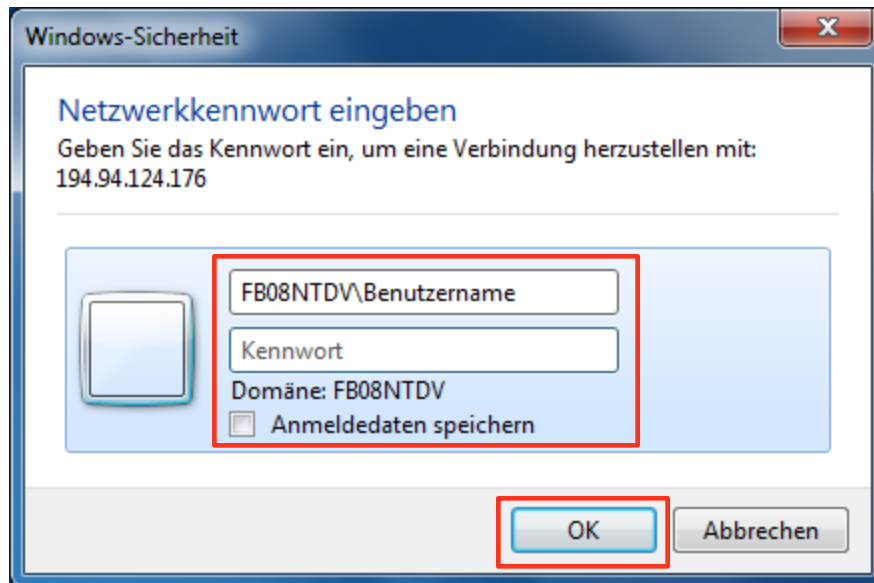 Windows-Sicherheit
Netzwerkkennwort eingeben
Geben Sie das Kennwort ein, um eine Verbindung herzustellen mit:
194.94.124.176
FB08NTDV\Benutzername
Kennwort
Domäne: FB08NTDV
Anmeldedaten speichern
OK Abbrechen